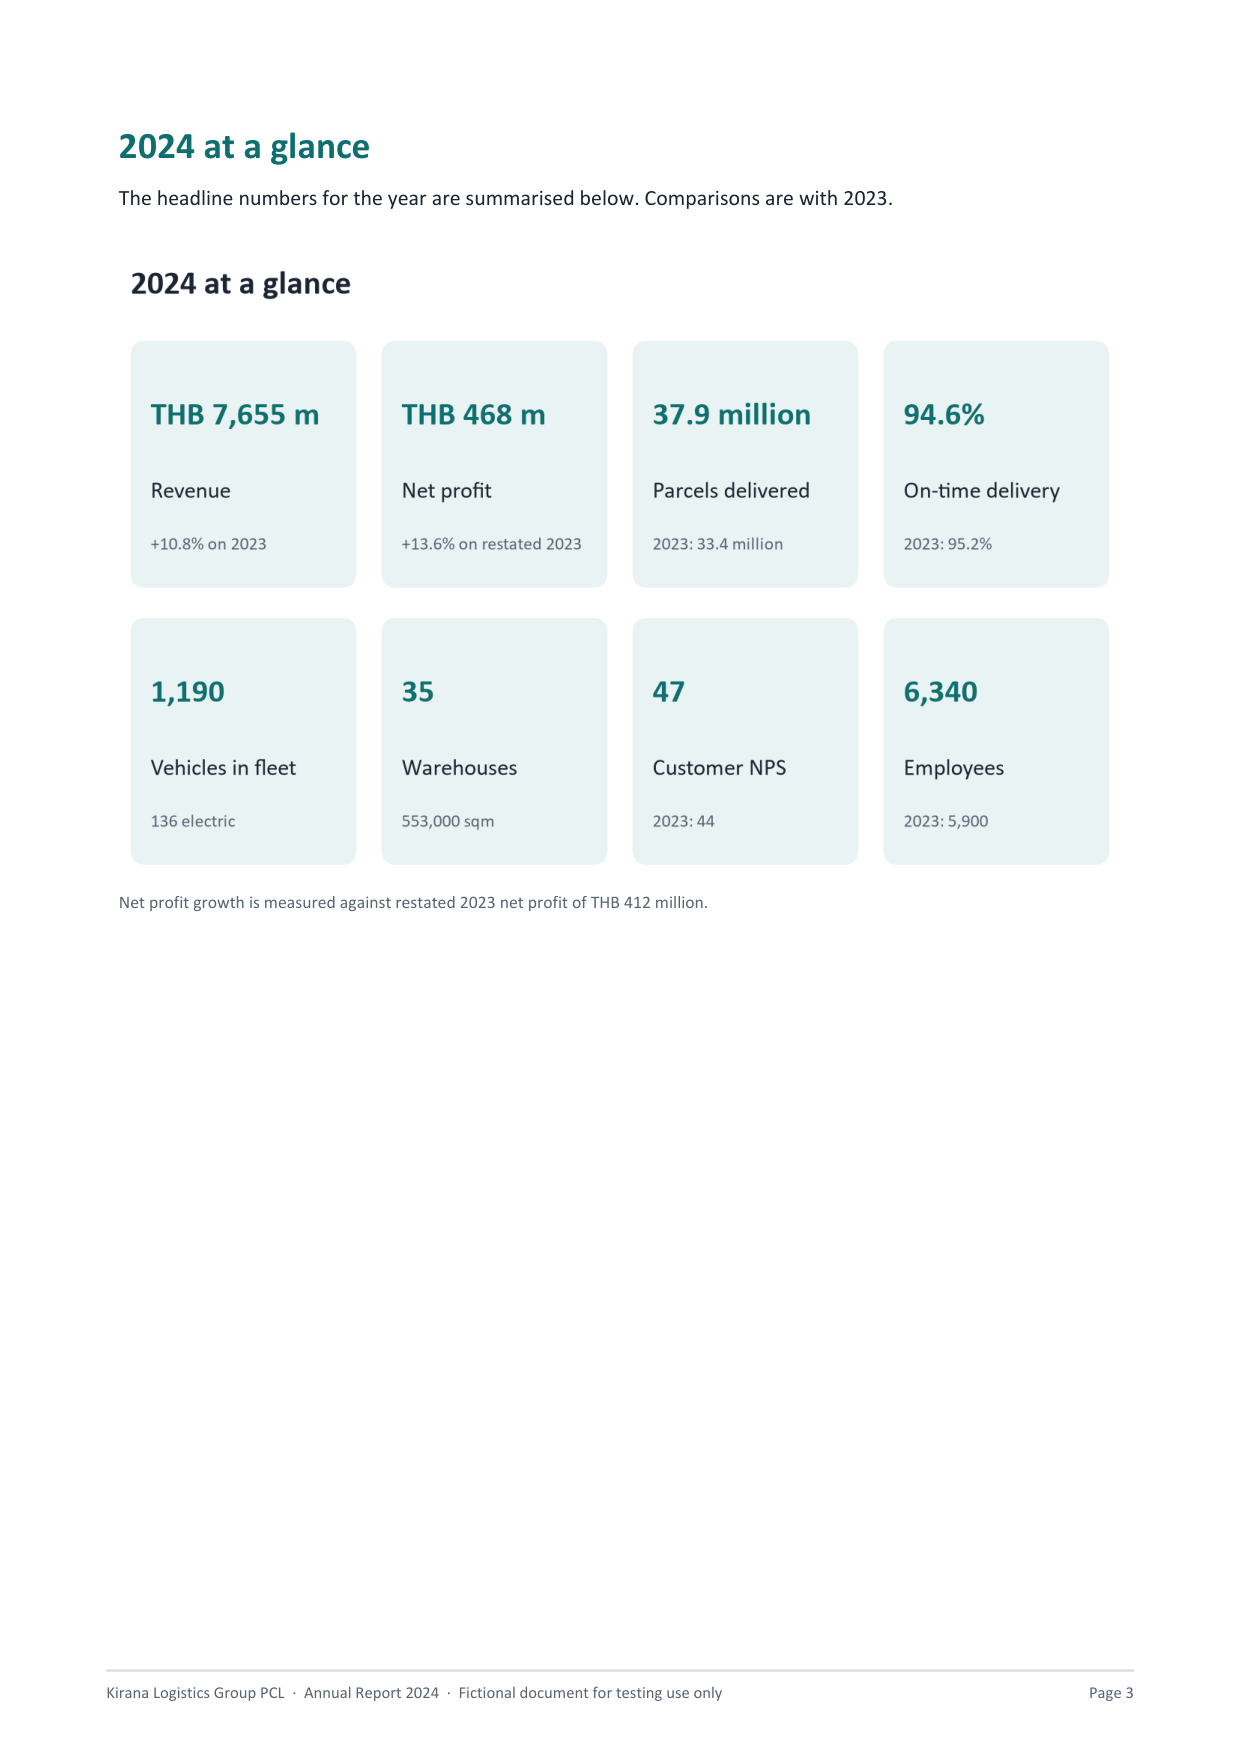 2024 at a glance
The headline numbers for the year are summarised below. Comparisons are with 2023.
2024 at a glance
THB 7,655 m
Revenue
+10.8% on 2023
THB 468 m
Net profit
+13.6% on restated 2023
37.9 million
Parcels delivered
2023: 33.4 million
94.6%
On-time delivery
2023: 95.2%
1,190
Vehicles in fleet
136 electric
35
Warehouses
553,000 sqm
47
Customer NPS
2023: 44
6,340
Employees
2023: 5,900
Net profit growth is measured against restated 2023 net profit of THB 412 million.
Kirana Logistics Group PCL · Annual Report 2024 · Fictional document for testing use only
Page 3